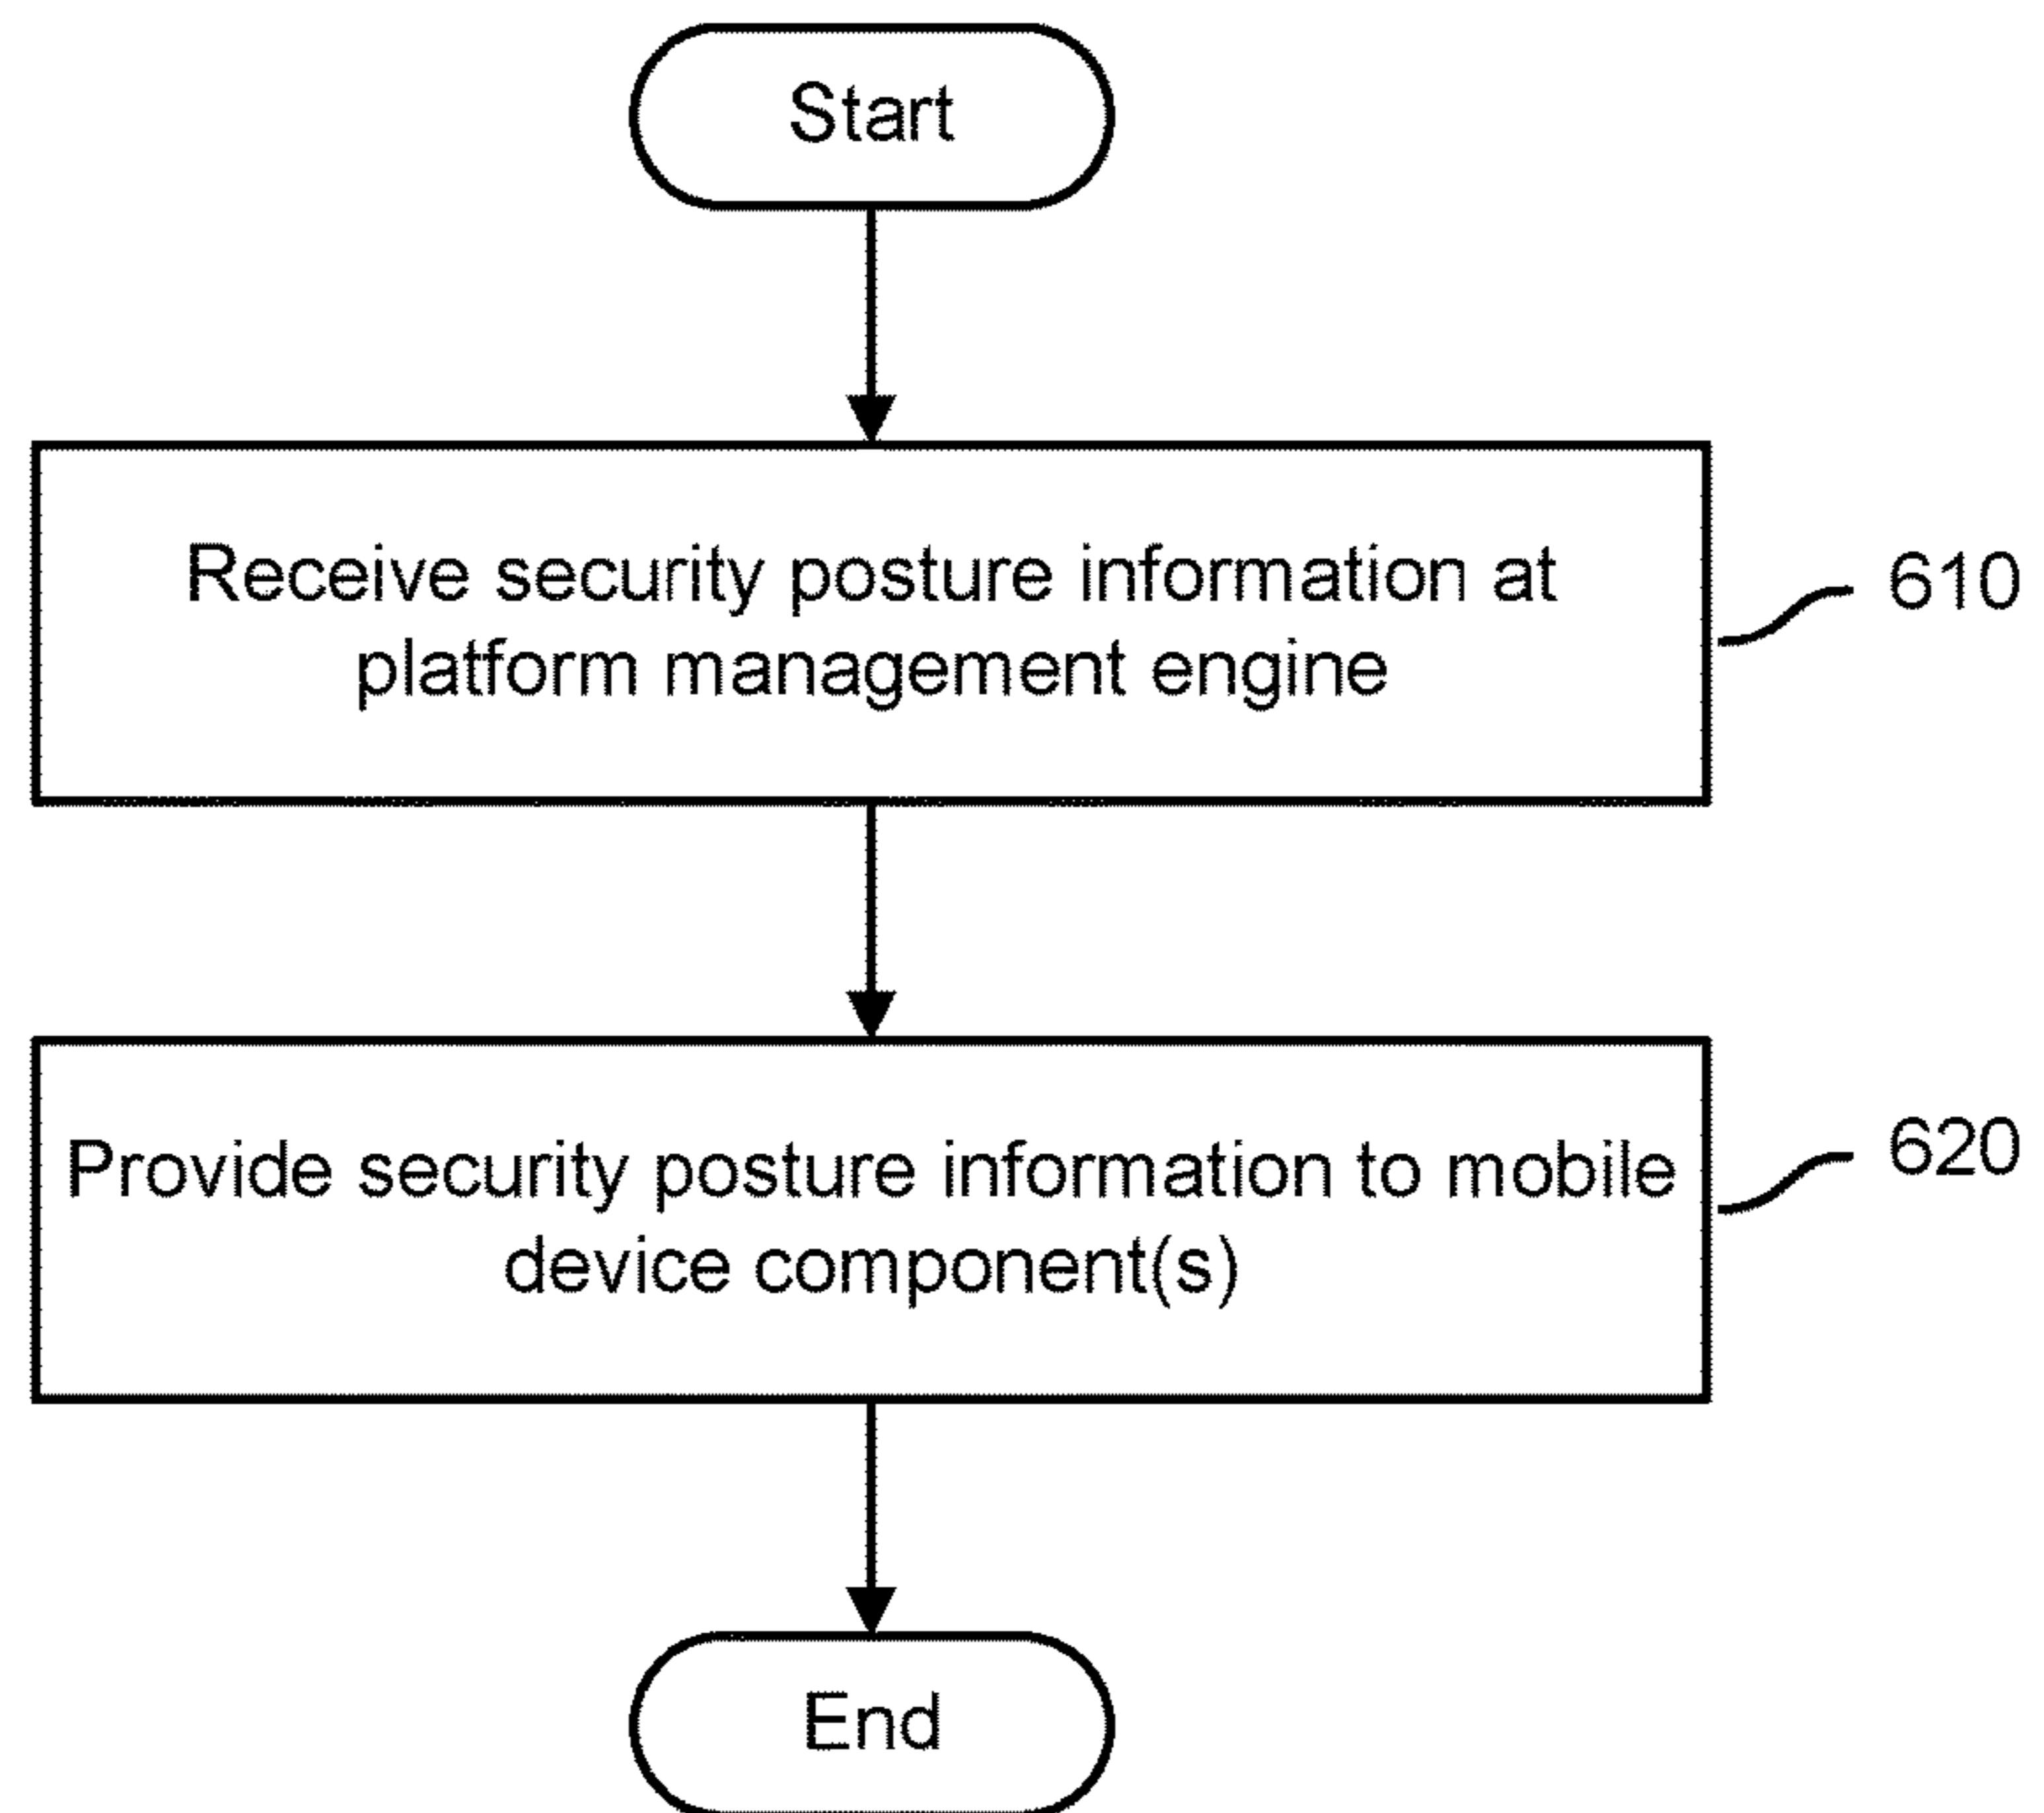 Start
Receive security posture information at
platform management engine
610
Provide security posture information to mobile
device component(s)
620
End